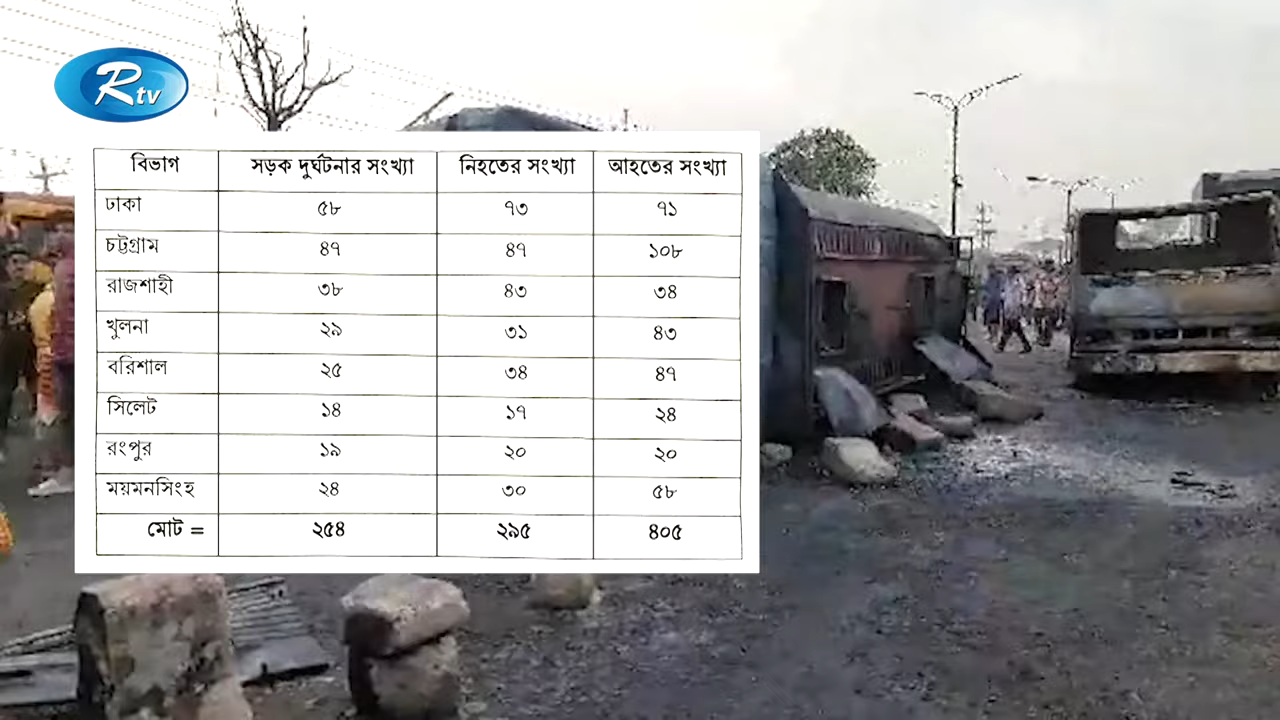 Rtv
বিভাগ সড়ক দুর্ঘটনার সংখ্যা নিহতের সংখ্যা আহতের সংখ্যা
ঢাকা ৫৮ ৭৩ ৭১
চট্টগ্রাম ৪৭ ৪৭ ১০৮
রাজশাহী ৩৮ ৪৩ ৩৪
খুলনা ২৯ ৩১ ৪৩
বরিশাল ২৫ ৩৪ ৪৭
সিলেট ১৪ ১৭ ২৪
রংপুর ১৯ ২০ ২০
ময়মনসিংহ ২৪ ৩০ ৫৮
মোট = ২৫৪ ২৯৫ ৪০৫